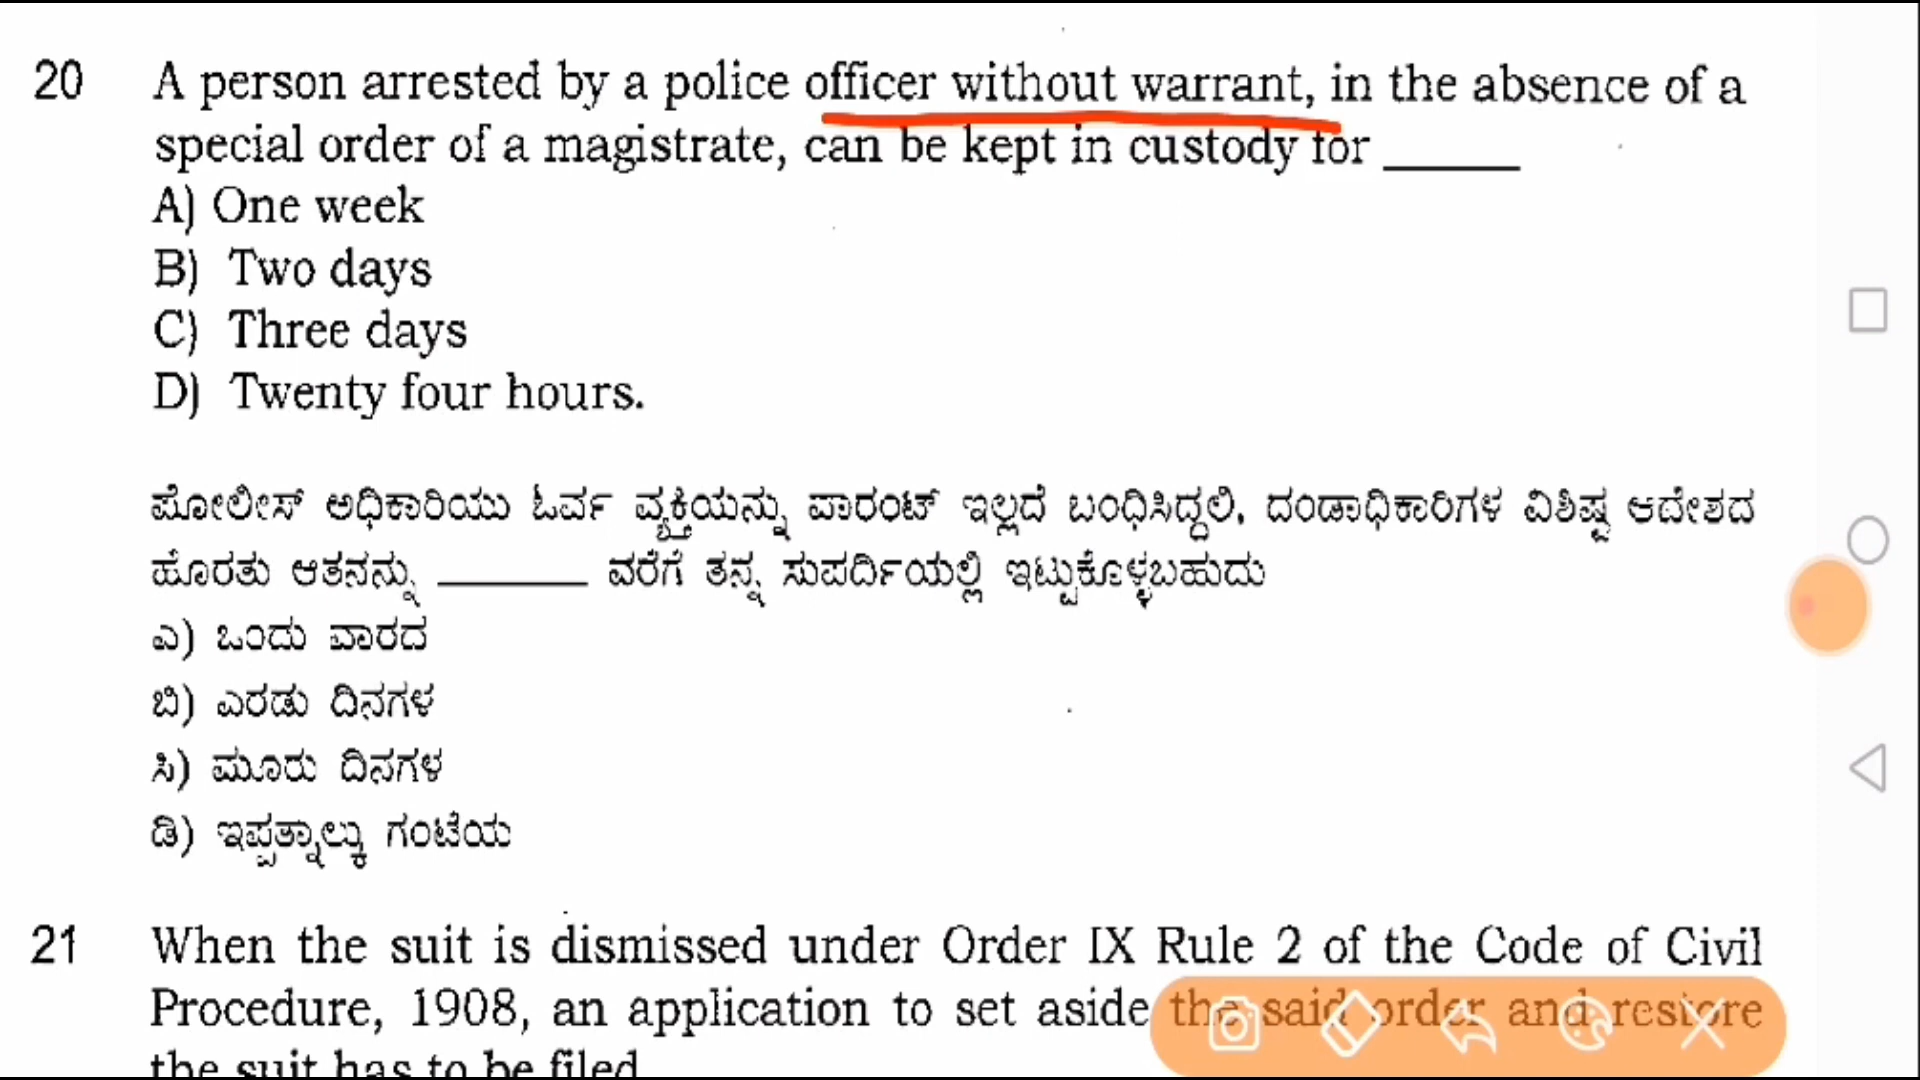 20 A person arrested by a police officer without warrant, in the absence of a
special order of a magistrate, can be kept in custody for ______
A) One week
B) Two days
C) Three days
D) Twenty four hours.
ಪೋಲೀಸ್ ಅಧಿಕಾರಿಯು ಓರ್ವ ವ್ಯಕ್ತಿಯನ್ನು ವಾರಂಟ್ ಇಲ್ಲದೆ ಬಂಧಿಸಿದ್ದಲಿ, ದಂಡಾಧಿಕಾರಿಗಳ ವಿಶಿಷ್ಟ ಆದೇಶದ
ಹೊರತು ಆತನನ್ನು ______ ವರೆಗೆ ತನ್ನ ಸುಪರ್ದಿಯಲ್ಲಿ ಇಟ್ಟುಕೊಳ್ಳಬಹುದು
ಎ) ಒಂದು ವಾರದ
ಬಿ) ಎರಡು ದಿನಗಳ
ಸಿ) ಮೂರು ದಿನಗಳ
ಡಿ) ಇಪ್ಪತ್ನಾಲ್ಕು ಗಂಟೆಯ
21 When the suit is dismissed under Order IX Rule 2 of the Code of Civil
Procedure, 1908, an application to set aside the said order and restore
the suit has to be filed